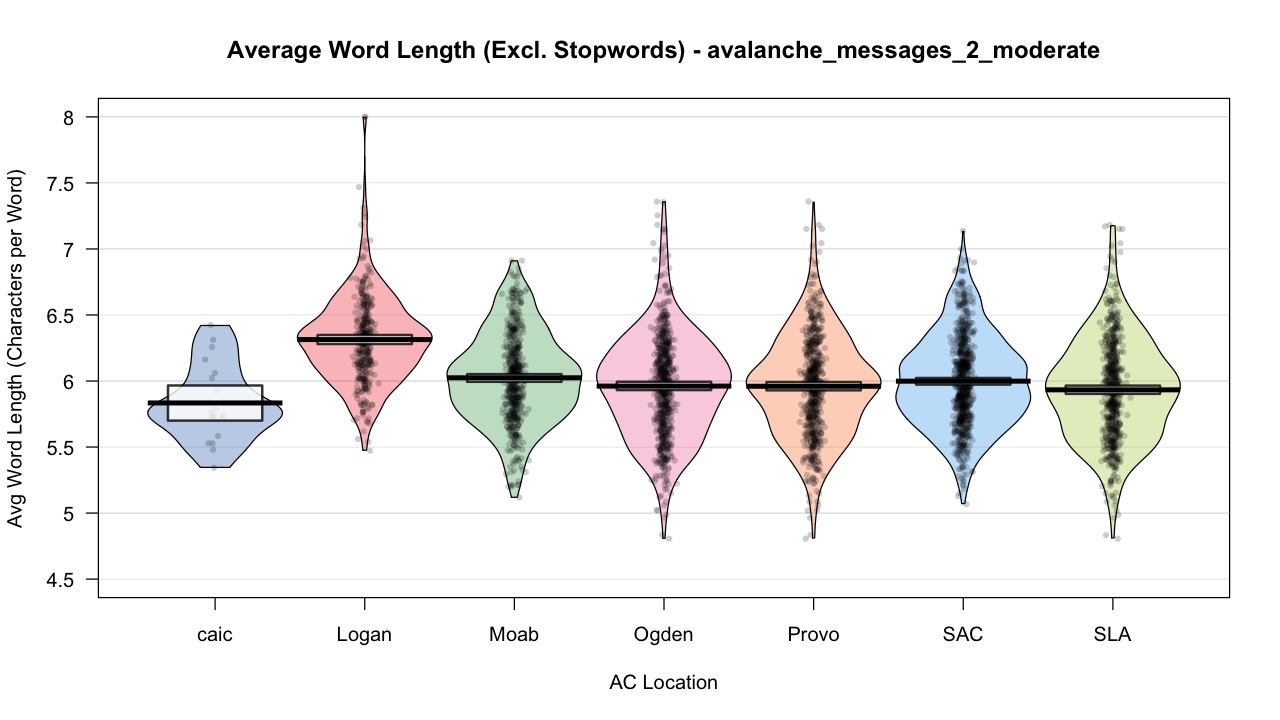 Average Word Length (Excl. Stopwords) - avalanche_messages_2_moderate
Avg Word Length (Characters per Word)
8
7.5
7
6.5
6
5.5
5
4.5
caic Logan Moab Ogden Provo SAC SLA
AC Location